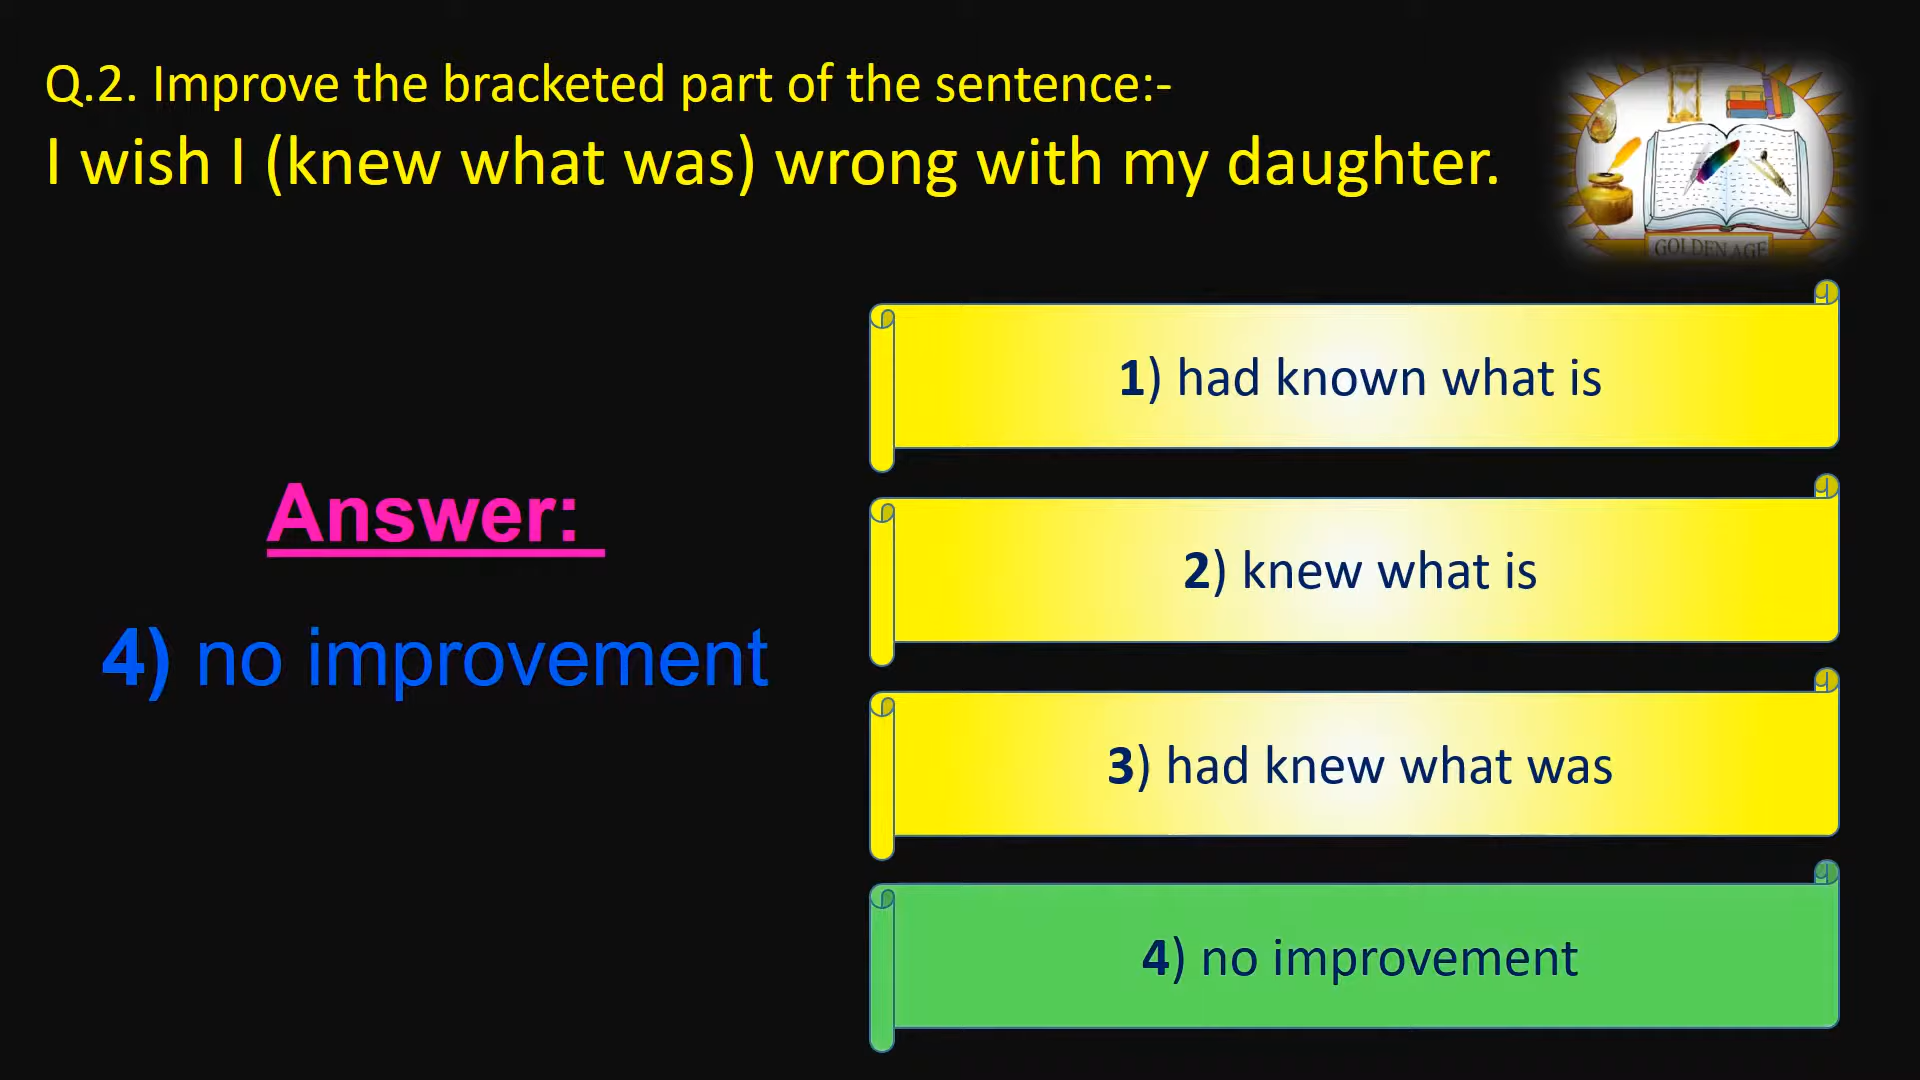 Q.2. Improve the bracketed part of the sentence:-
I wish I (knew what was) wrong with my daughter.
GOLDEN AGE
1) had known what is
2) knew what is
Answer:
4) no improvement
3) had knew what was
4) no improvement